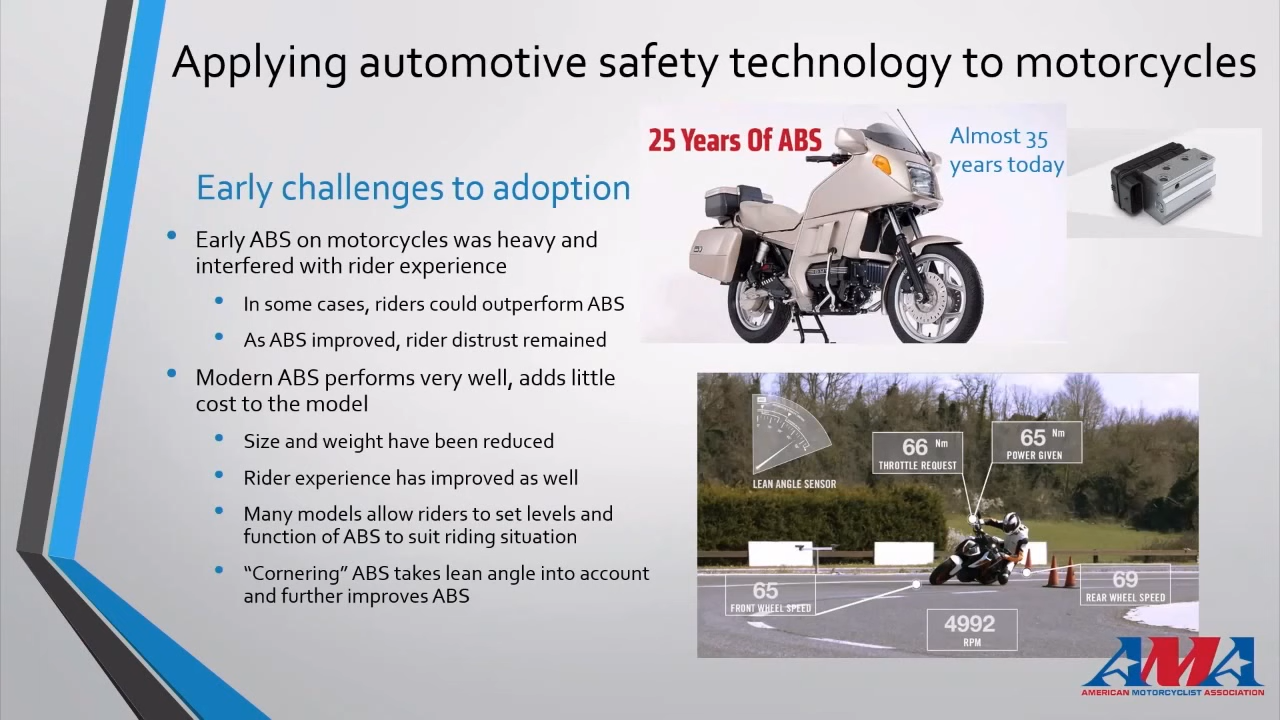 Applying automotive safety technology to motorcycles
Early challenges to adoption
• Early ABS on motorcycles was heavy and
interfered with rider experience
• In some cases, riders could outperform ABS
• As ABS improved, rider distrust remained
• Modern ABS performs very well, adds little
cost to the model
• Size and weight have been reduced
• Rider experience has improved as well
• Many models allow riders to set levels and
function of ABS to suit riding situation
• “Cornering” ABS takes lean angle into account
and further improves ABS
25 Years Of ABS
Almost 35
years today
LEAN ANGLE SENSOR
66 Nm
THROTTLE REQUEST
65 Nm
POWER GIVEN
65
FRONT WHEEL SPEED
69
REAR WHEEL SPEED
4992
RPM
AMA
AMERICAN MOTORCYCLIST ASSOCIATION